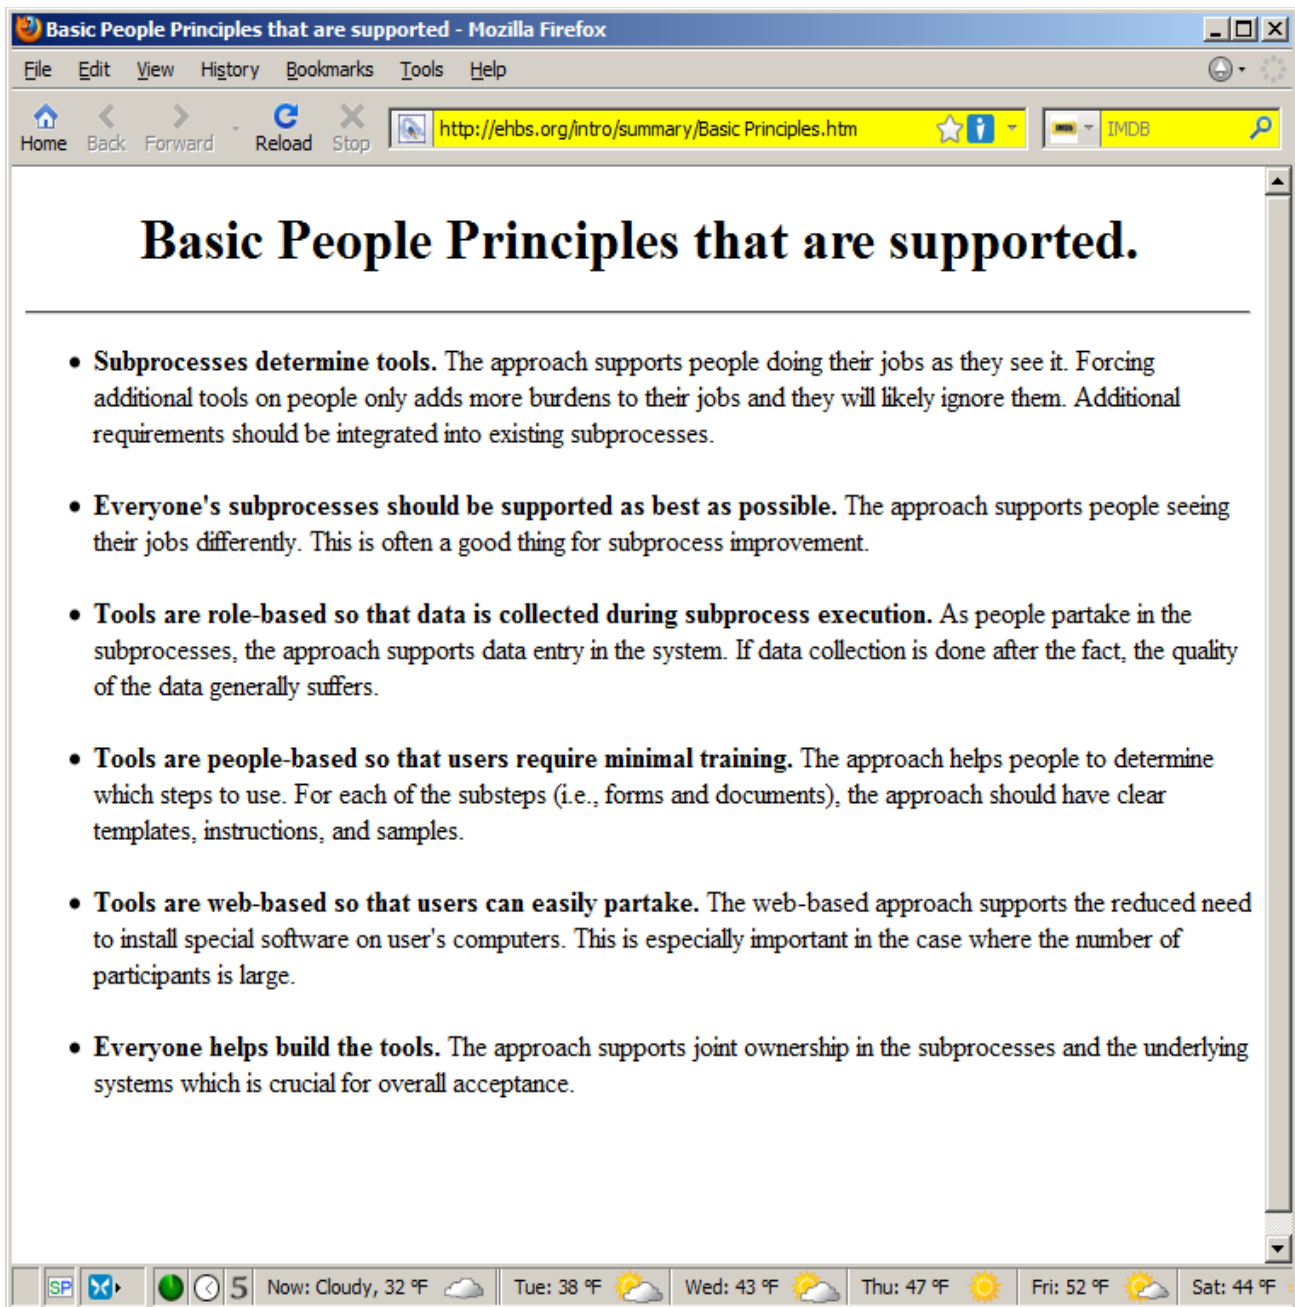 Basic People Principles that are supported - Mozilla Firefox
File Edit View History Bookmarks Tools Help
Home Back Forward Reload Stop http://ehbs.org/intro/summary/Basic Principles.htm IMDB
Basic People Principles that are supported.
• Subprocesses determine tools. The approach supports people doing their jobs as they see it. Forcing
additional tools on people only adds more burdens to their jobs and they will likely ignore them. Additional
requirements should be integrated into existing subprocesses.
• Everyone's subprocesses should be supported as best as possible. The approach supports people seeing
their jobs differently. This is often a good thing for subprocess improvement.
• Tools are role-based so that data is collected during subprocess execution. As people partake in the
subprocesses, the approach supports data entry in the system. If data collection is done after the fact, the quality
of the data generally suffers.
• Tools are people-based so that users require minimal training. The approach helps people to determine
which steps to use. For each of the substeps (i.e., forms and documents), the approach should have clear
templates, instructions, and samples.
• Tools are web-based so that users can easily partake. The web-based approach supports the reduced need
to install special software on user's computers. This is especially important in the case where the number of
participants is large.
• Everyone helps build the tools. The approach supports joint ownership in the subprocesses and the underlying
systems which is crucial for overall acceptance.
SP 5 Now: Cloudy, 32 °F Tue: 38 °F Wed: 43 °F Thu: 47 °F Fri: 52 °F Sat: 44 °F